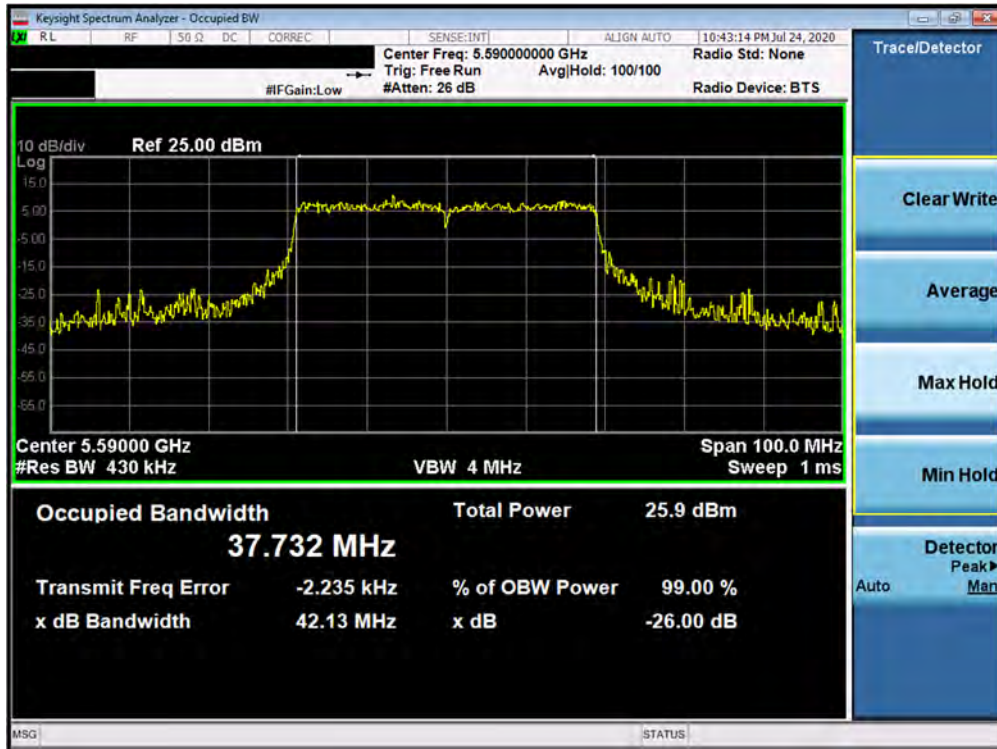 Keysight Spectrum Analyzer - Occupied BW
LXI RL RF 50 Ω DC CORREC SENSE:INT ALIGN AUTO 10:43:14 PM Jul 24, 2020
Center Freq: 5.590000000 GHz Radio Std: None
Trig: Free Run Avg|Hold: 100/100
#IFGain:Low #Atten: 26 dB Radio Device: BTS
10 dB/div Ref 25.00 dBm
Log
15.0
5.00
-5.00
-15.0
-25.0
-35.0
-45.0
-55.0
-65.0
Center 5.59000 GHz Span 100.0 MHz
#Res BW 430 kHz VBW 4 MHz Sweep 1 ms
Occupied Bandwidth Total Power 25.9 dBm
37.732 MHz
Transmit Freq Error -2.235 kHz % of OBW Power 99.00 %
x dB Bandwidth 42.13 MHz x dB -26.00 dB
MSG STATUS
Trace/Detector
Clear Write
Average
Max Hold
Min Hold
Detector
Peak▶
Auto Man